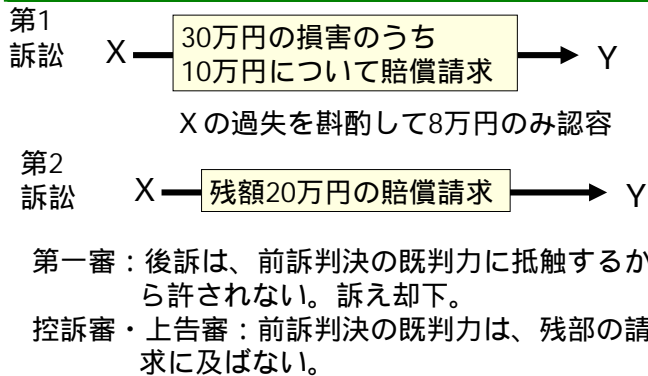 第1
訴訟
X
30万円の損害のうち
10万円について賠償請求
Y
Xの過失を斟酌して8万円のみ認容
第2
訴訟
X
残額20万円の賠償請求
Y
第一審：後訴は、前訴判決の既判力に抵触するか
ら許されない。訴え却下。
控訴審・上告審：前訴判決の既判力は、残部の請
求に及ばない。